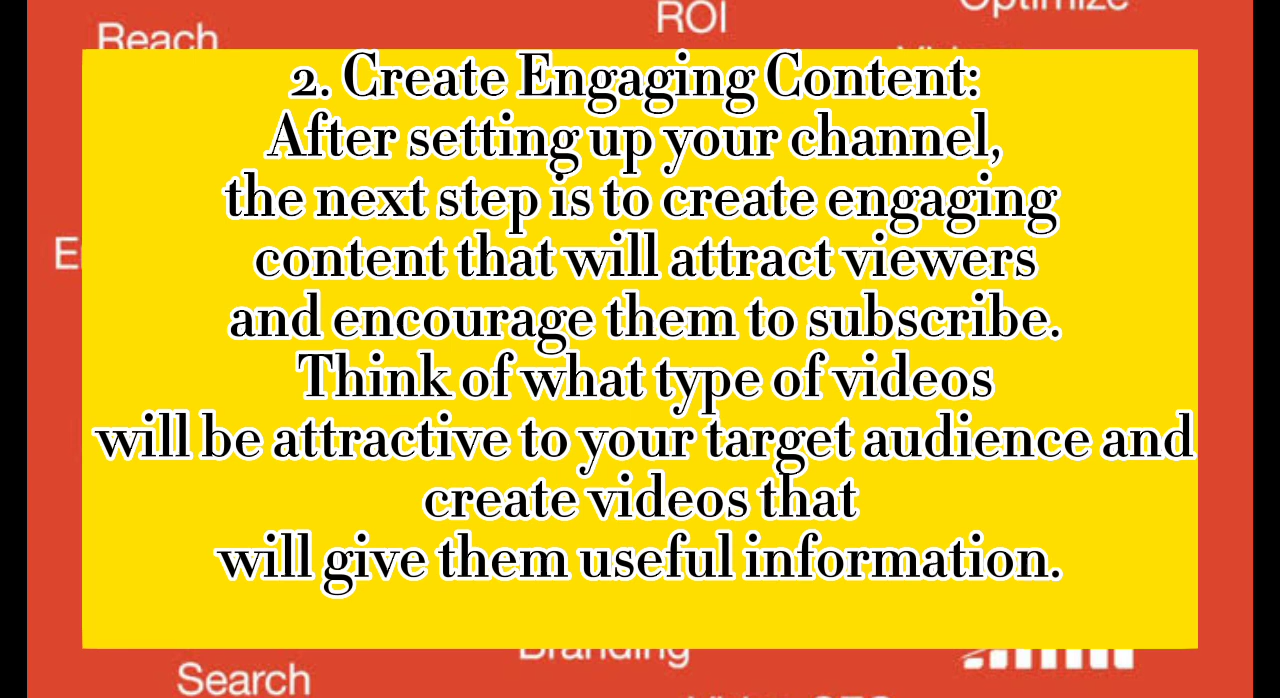 ROI
Optimize
Reach
2. Create Engaging Content:
After setting up your channel,
the next step is to create engaging
content that will attract viewers
and encourage them to subscribe.
Think of what type of videos
will be attractive to your target audience and
create videos that
will give them useful information.
Branding
Search